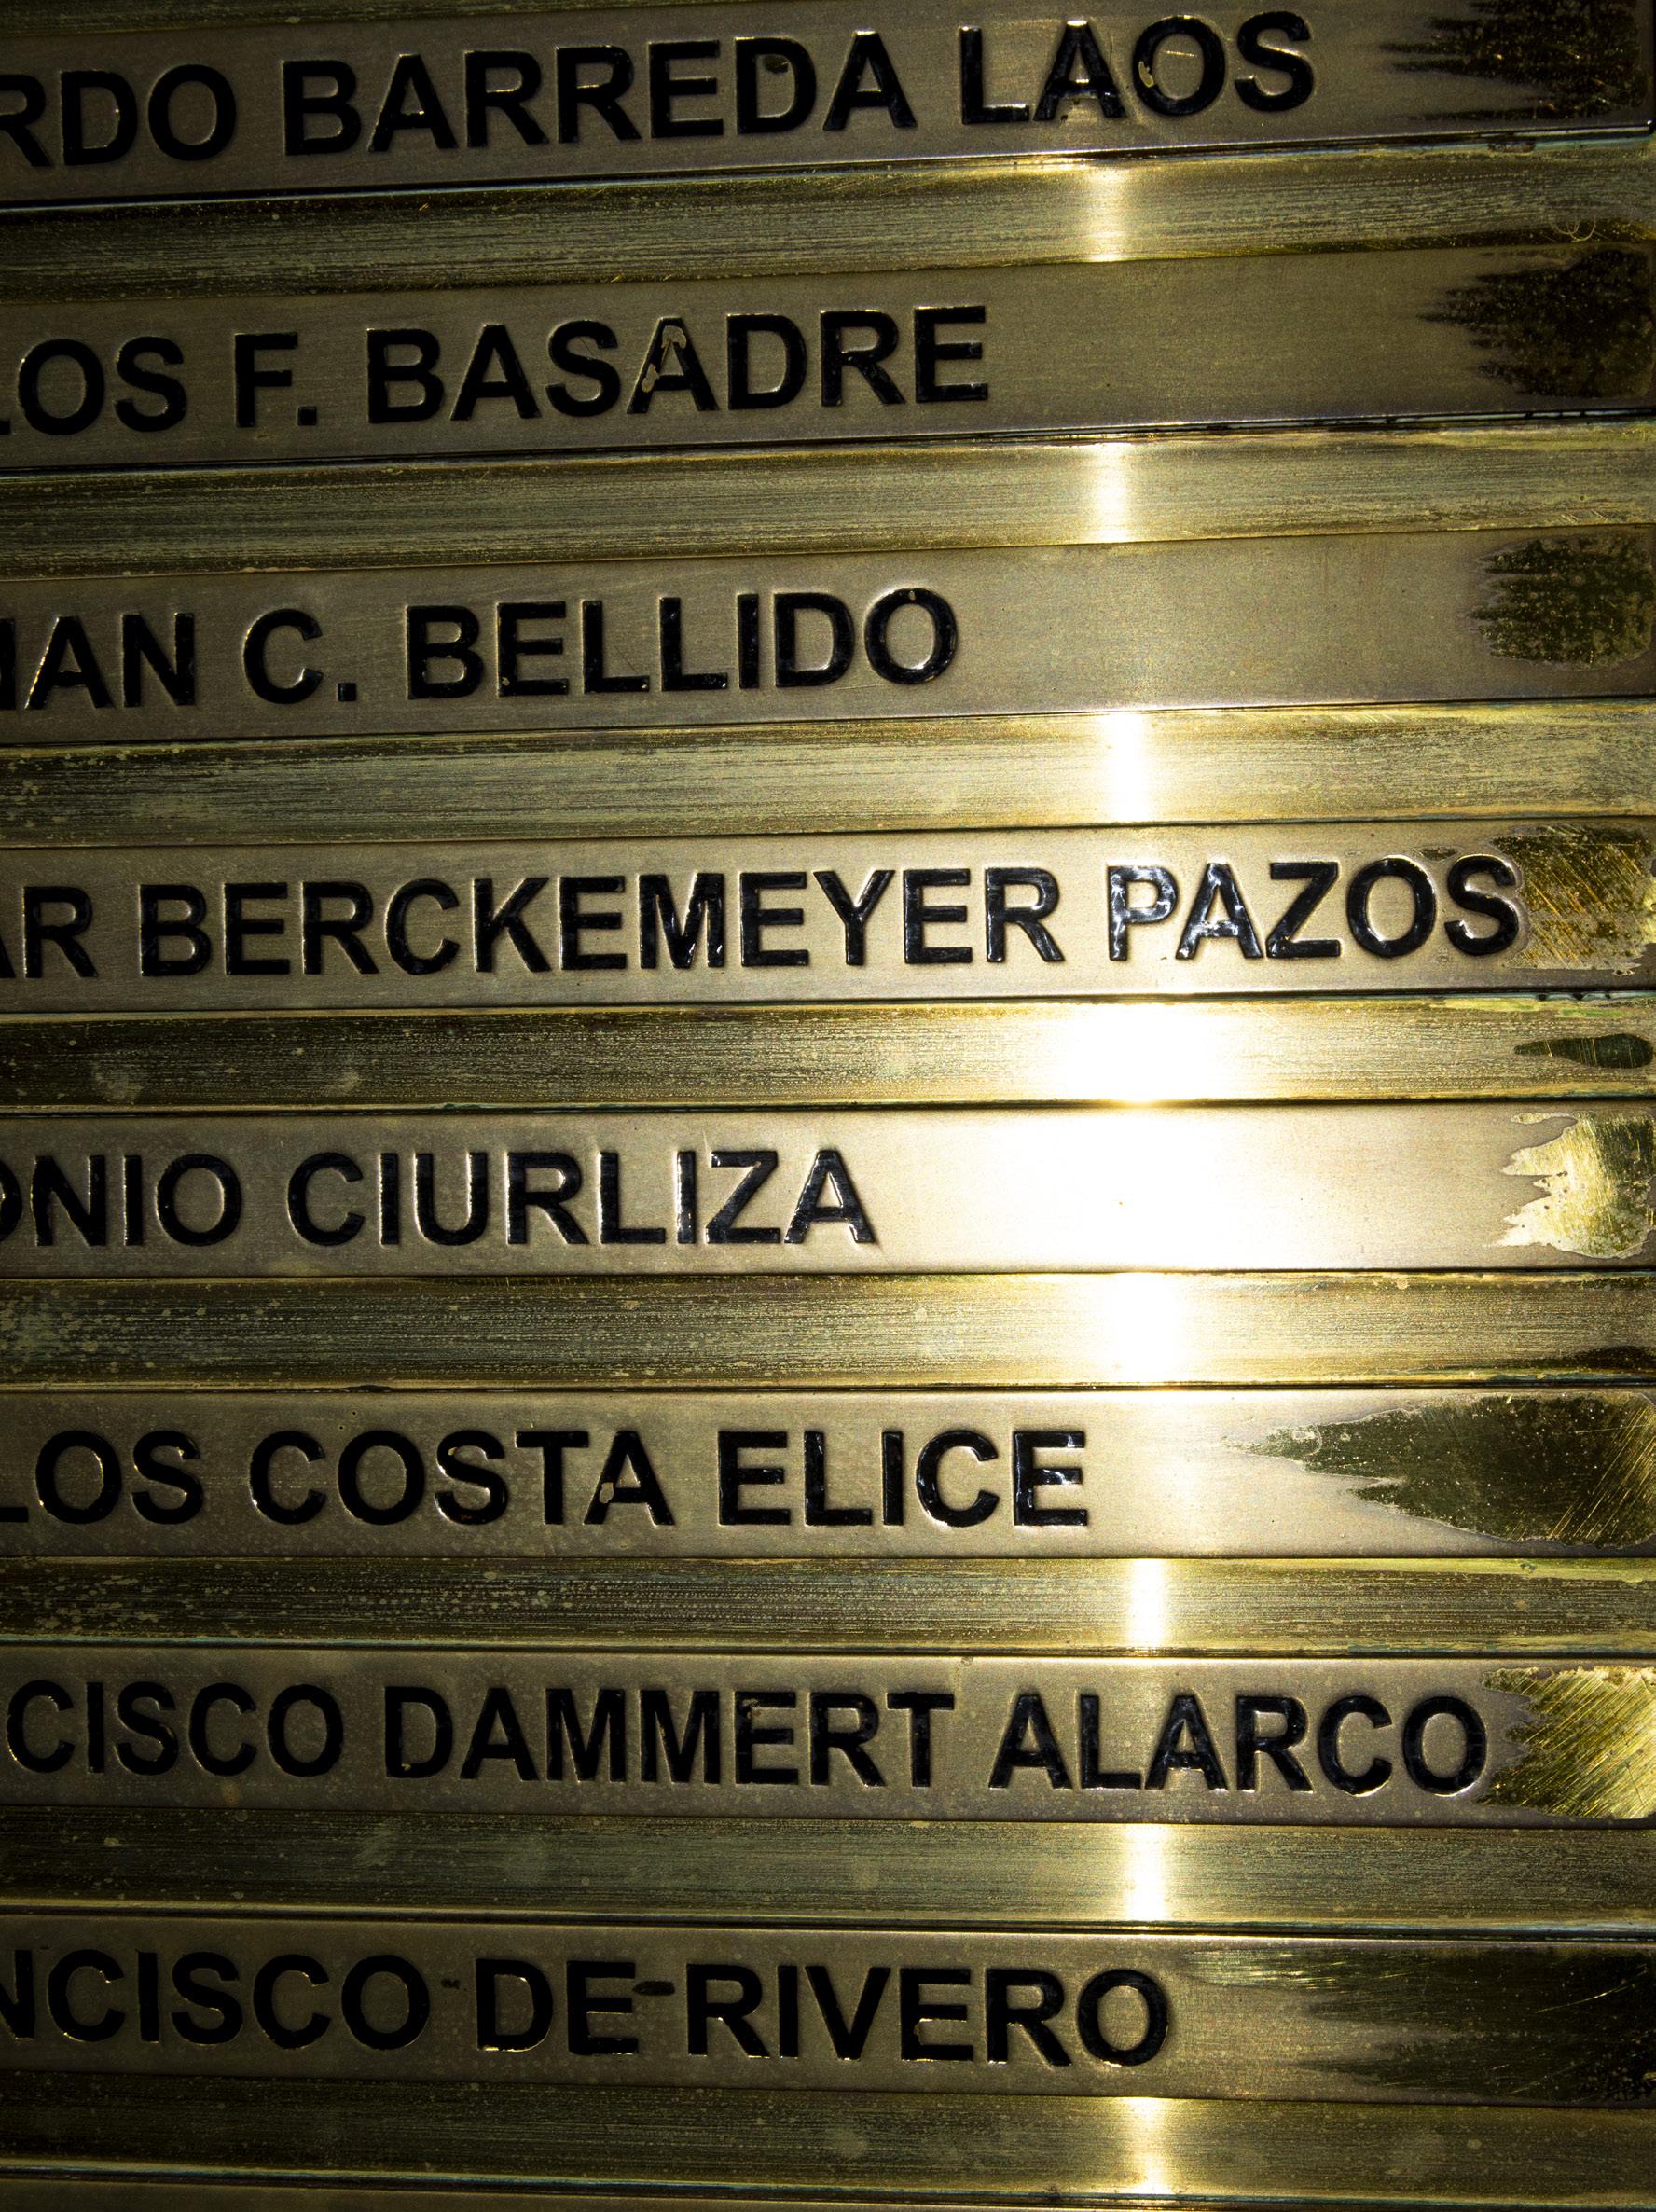 RDO BARREDA LAOS
LOS F. BASADRE
MAN C. BELLIDO
AR BERCKEMEYER PAZOS
ONIO CIURLIZA
LOS COSTA ELICE
CISCO DAMMERT ALARCO
NCISCO DE RIVERO